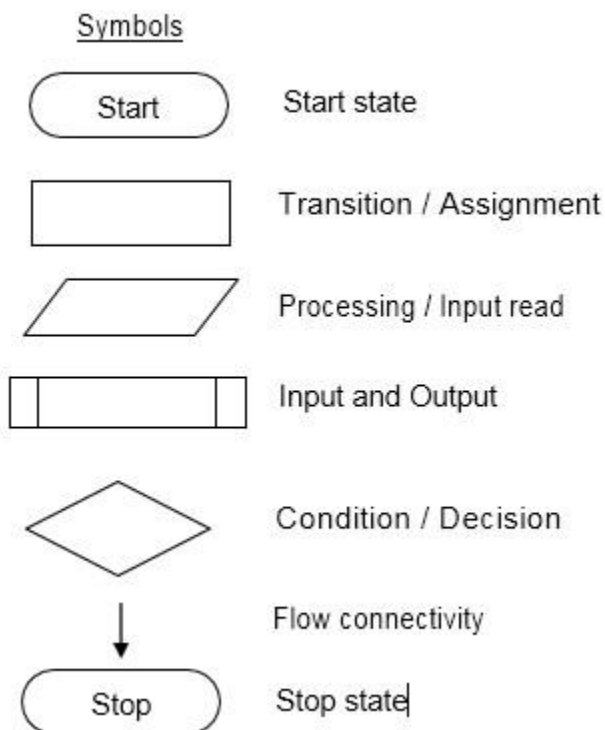 Symbols
Start Start state
Transition / Assignment
Processing / Input read
Input and Output
Condition / Decision
Flow connectivity
Stop Stop state